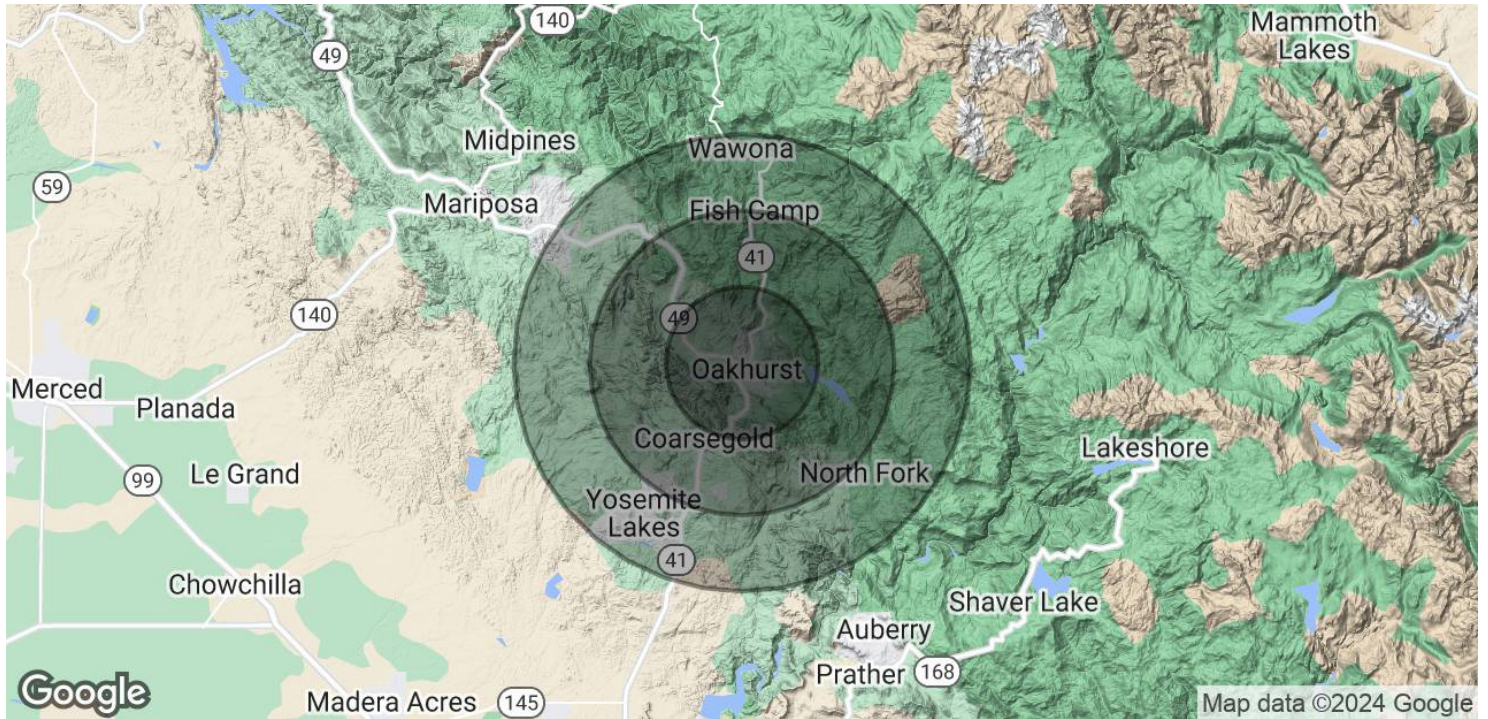 140
Mammoth
Lakes
49
Midpines
Wawona
59
Mariposa
Fish Camp
41
140
49
Oakhurst
Merced
Planada
Coarsegold
Lakeshore
Le Grand
99
North Fork
Yosemite
Lakes
41
Chowchilla
Shaver Lake
Auberry
Prather
168
Google
Madera Acres
145
Map data ©2024 Google